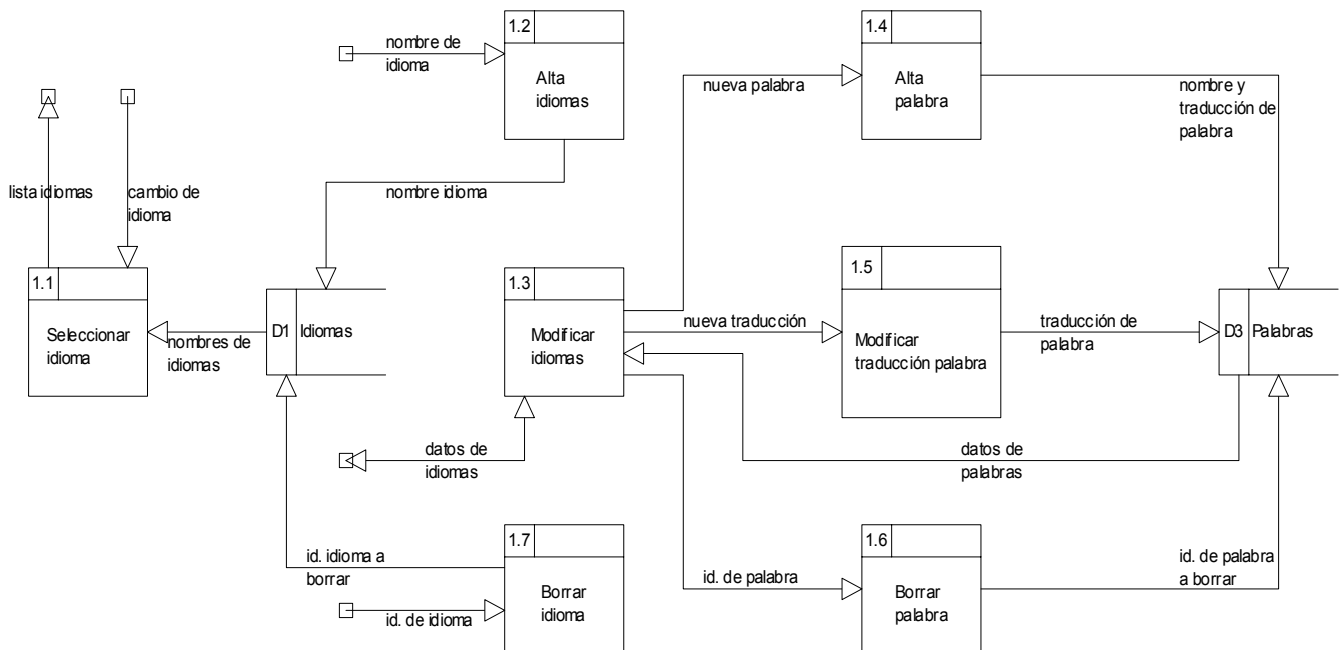 1.2
Alta
idiomas
nombre de
idioma
1.4
Alta
palabra
nueva palabra
nombre y
traducción de
palabra
lista idiomas
cambio de
idioma
nombre idioma
1.1
Seleccionar
idioma
nombres de
idiomas
D1
Idiomas
1.3
Modificar
idiomas
nueva traducción
1.5
Modificar
traducción palabra
traducción de
palabra
D3
Palabras
datos de
idiomas
datos de
palabras
id. idioma a
borrar
id. de idioma
1.7
Borrar
idioma
id. de palabra
1.6
Borrar
palabra
id. de palabra
a borrar